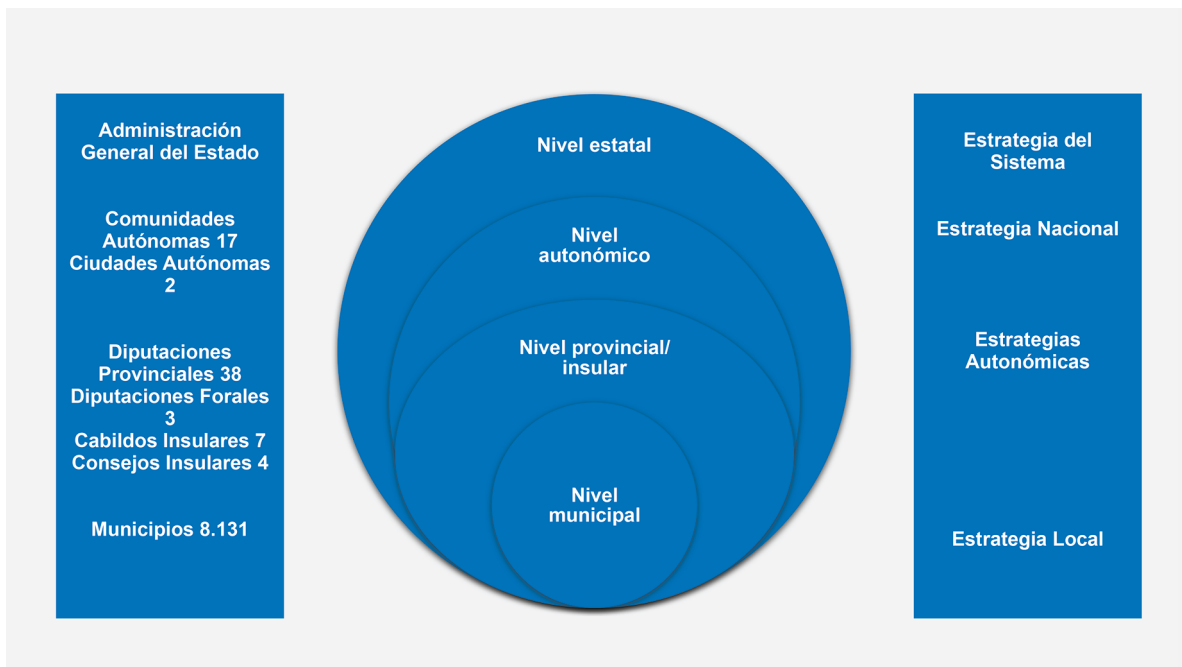 Administración
General del Estado
Comunidades
Autónomas 17
Ciudades Autónomas
2
Diputaciones
Provinciales 38
Diputaciones Forales
3
Cabildos Insulares 7
Consejos Insulares 4
Municipios 8.131
Nivel estatal
Nivel
autonómico
Nivel provincial/
insular
Nivel
municipal
Estrategia del
Sistema
Estrategia Nacional
Estrategias
Autonómicas
Estrategia Local